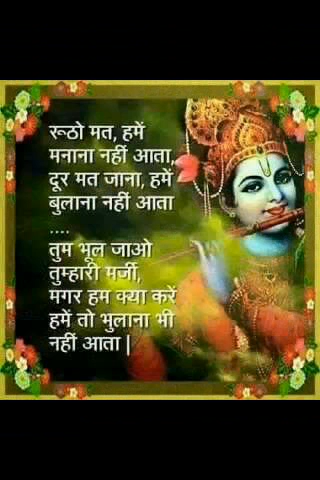 रूठो मत, हमें
मनाना नहीं आता,
दूर मत जाना, हमें
बुलाना नहीं आता
....
तुम भूल जाओ
तुम्हारी मर्जी,
मगर हम क्या करें
हमें तो भुलाना भी
नहीं आता |